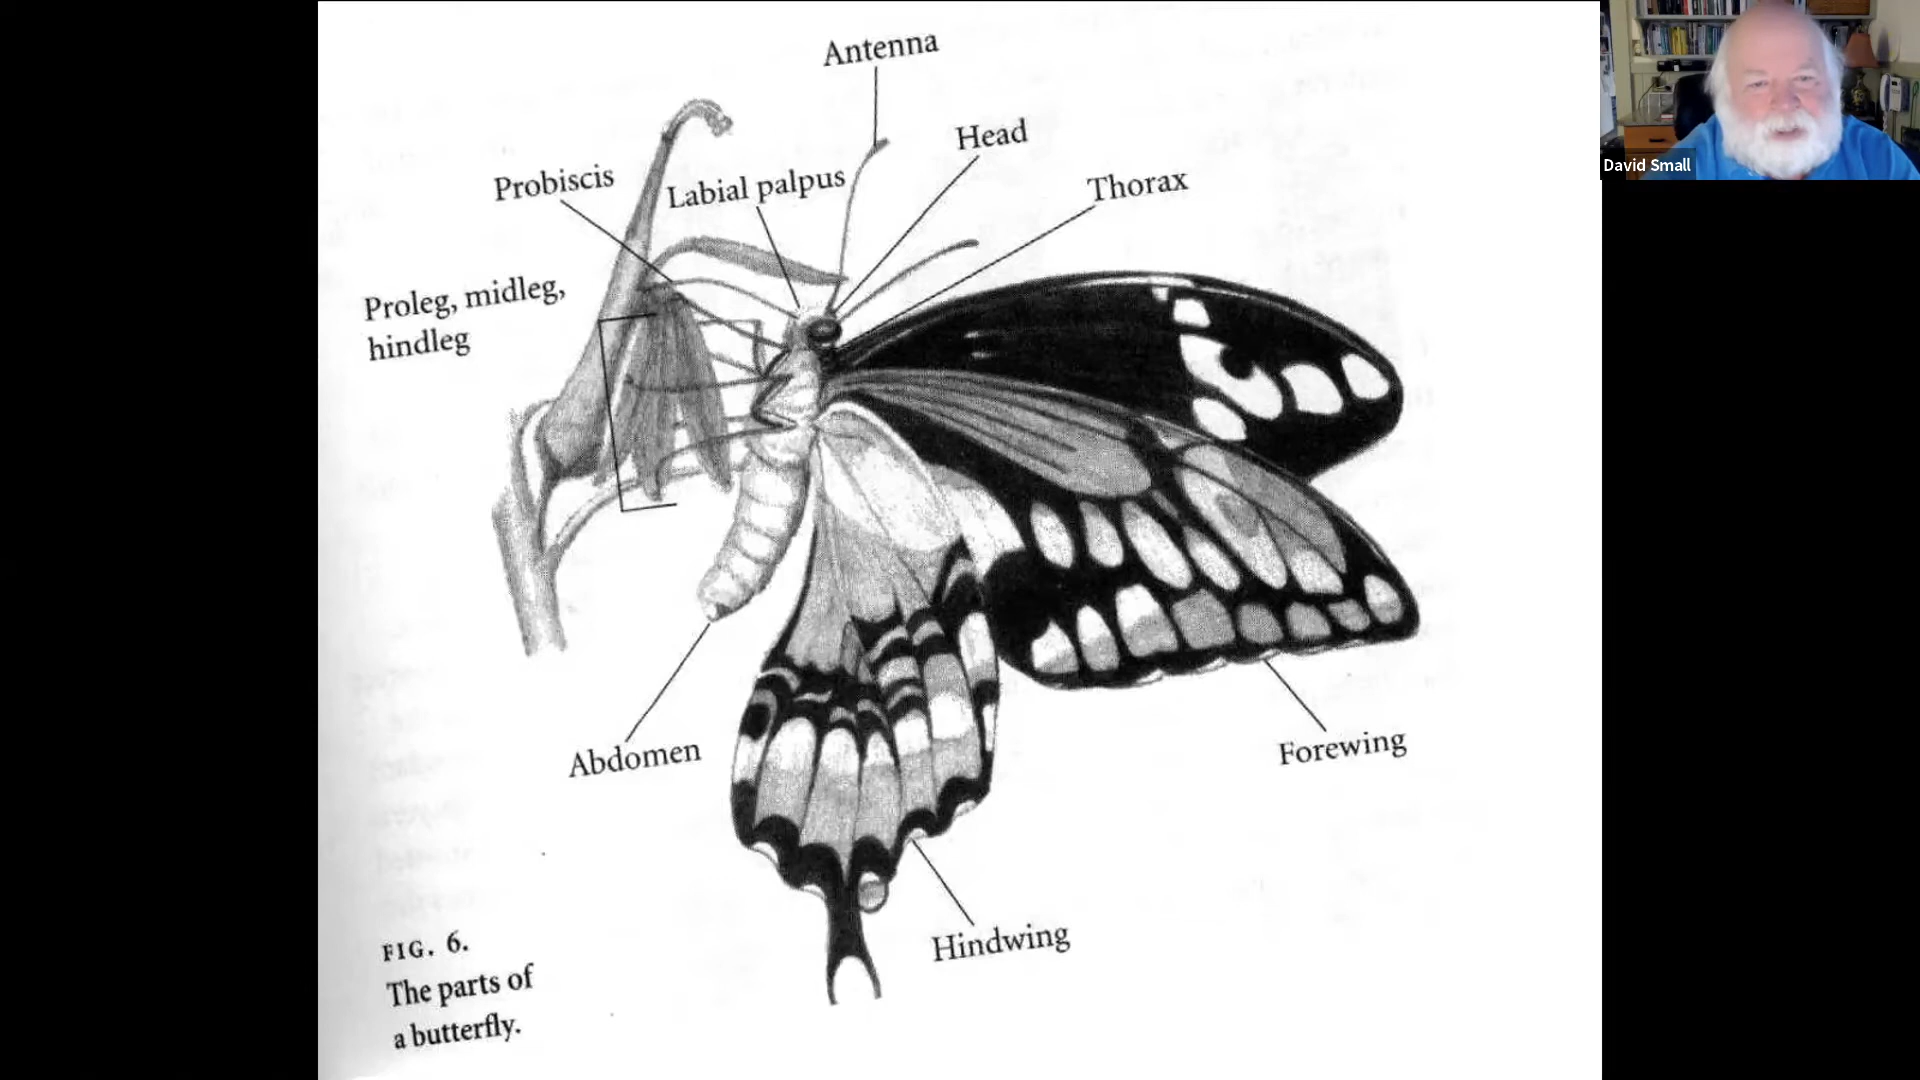 Antenna
Head
David Small
Probiscis
Labial palpus
Thorax
Proleg, midleg,
hindleg
Abdomen
Forewing
Hindwing
FIG. 6.
The parts of
a butterfly.